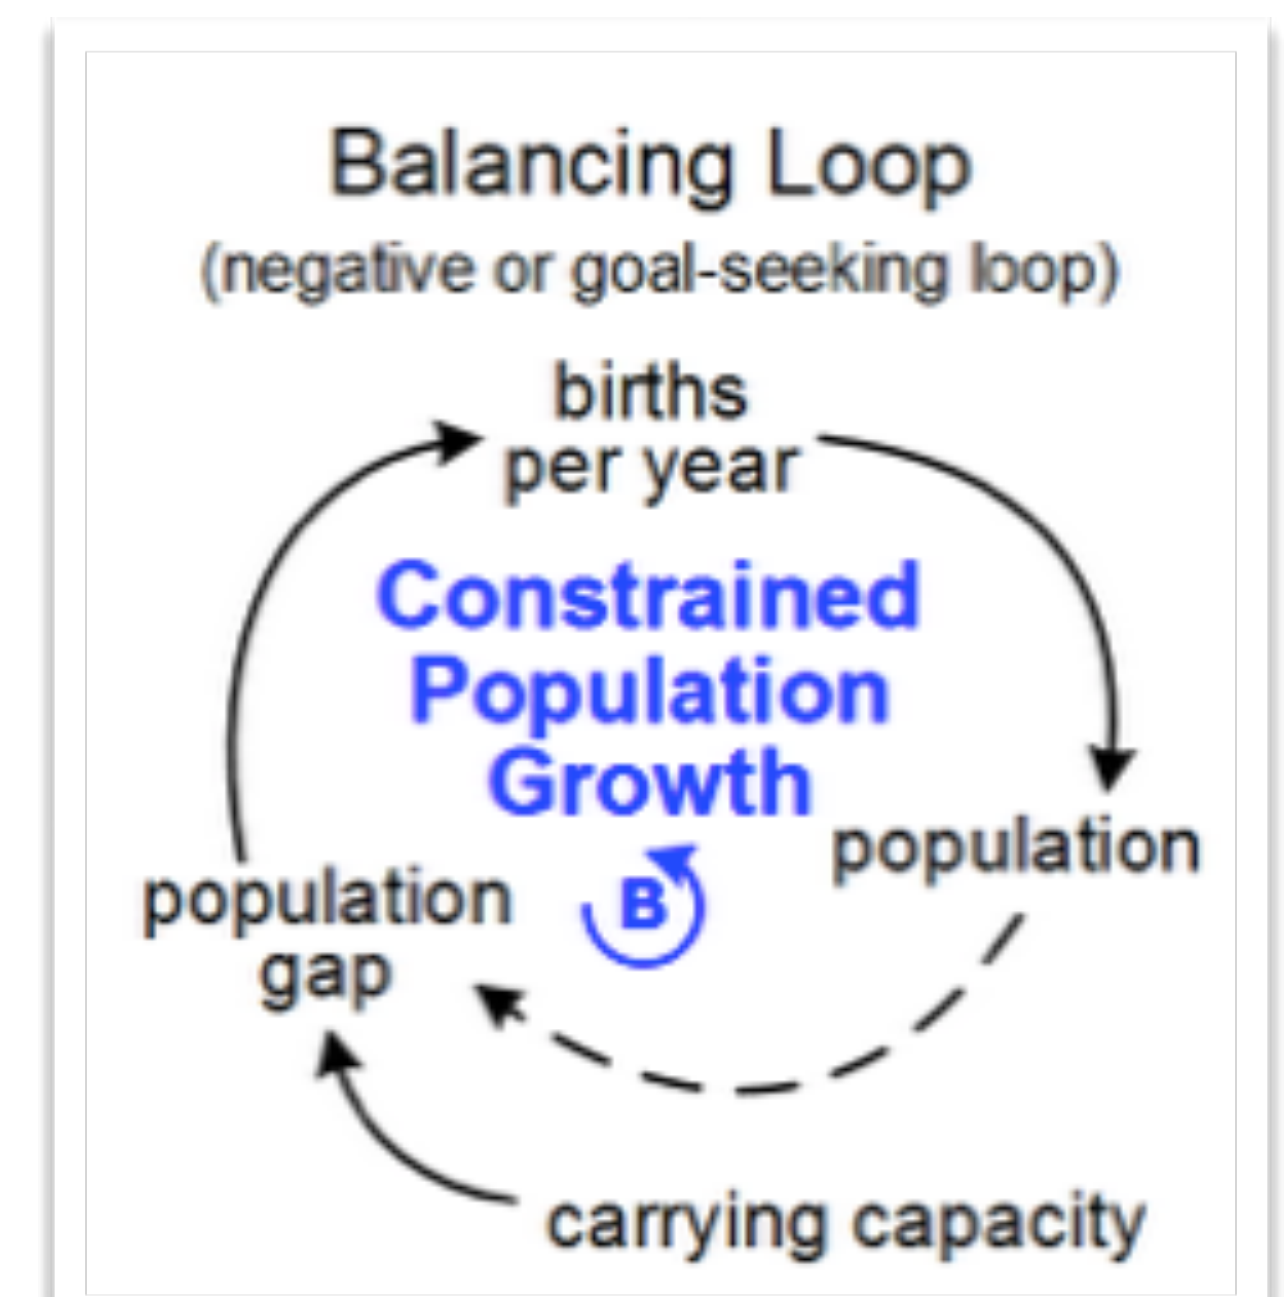 Balancing Loop
(negative or goal-seeking loop)
births
per year
Constrained
Population
Growth
population
population
gap
B
carrying capacity